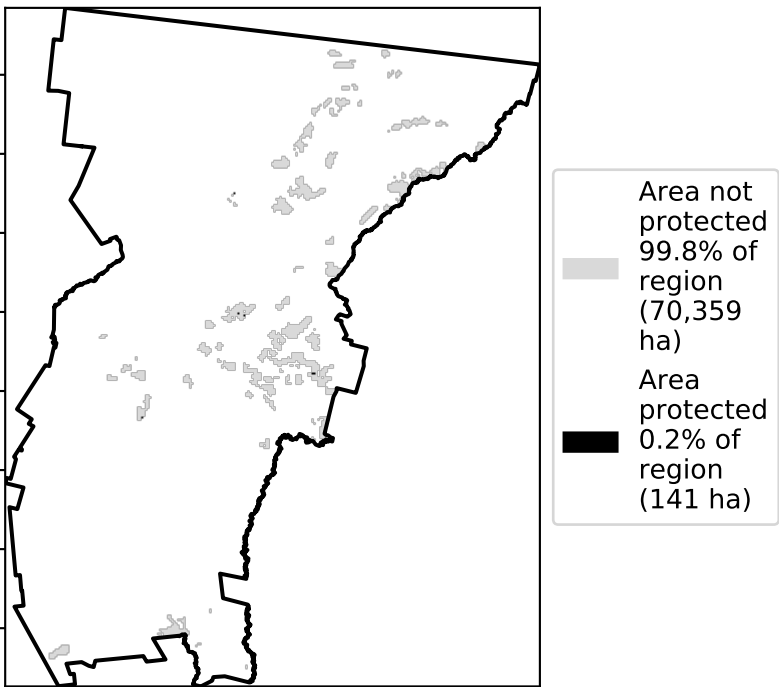 Area not
protected
99.8% of
region
(70,359
ha)
Area
protected
0.2% of
region
(141 ha)